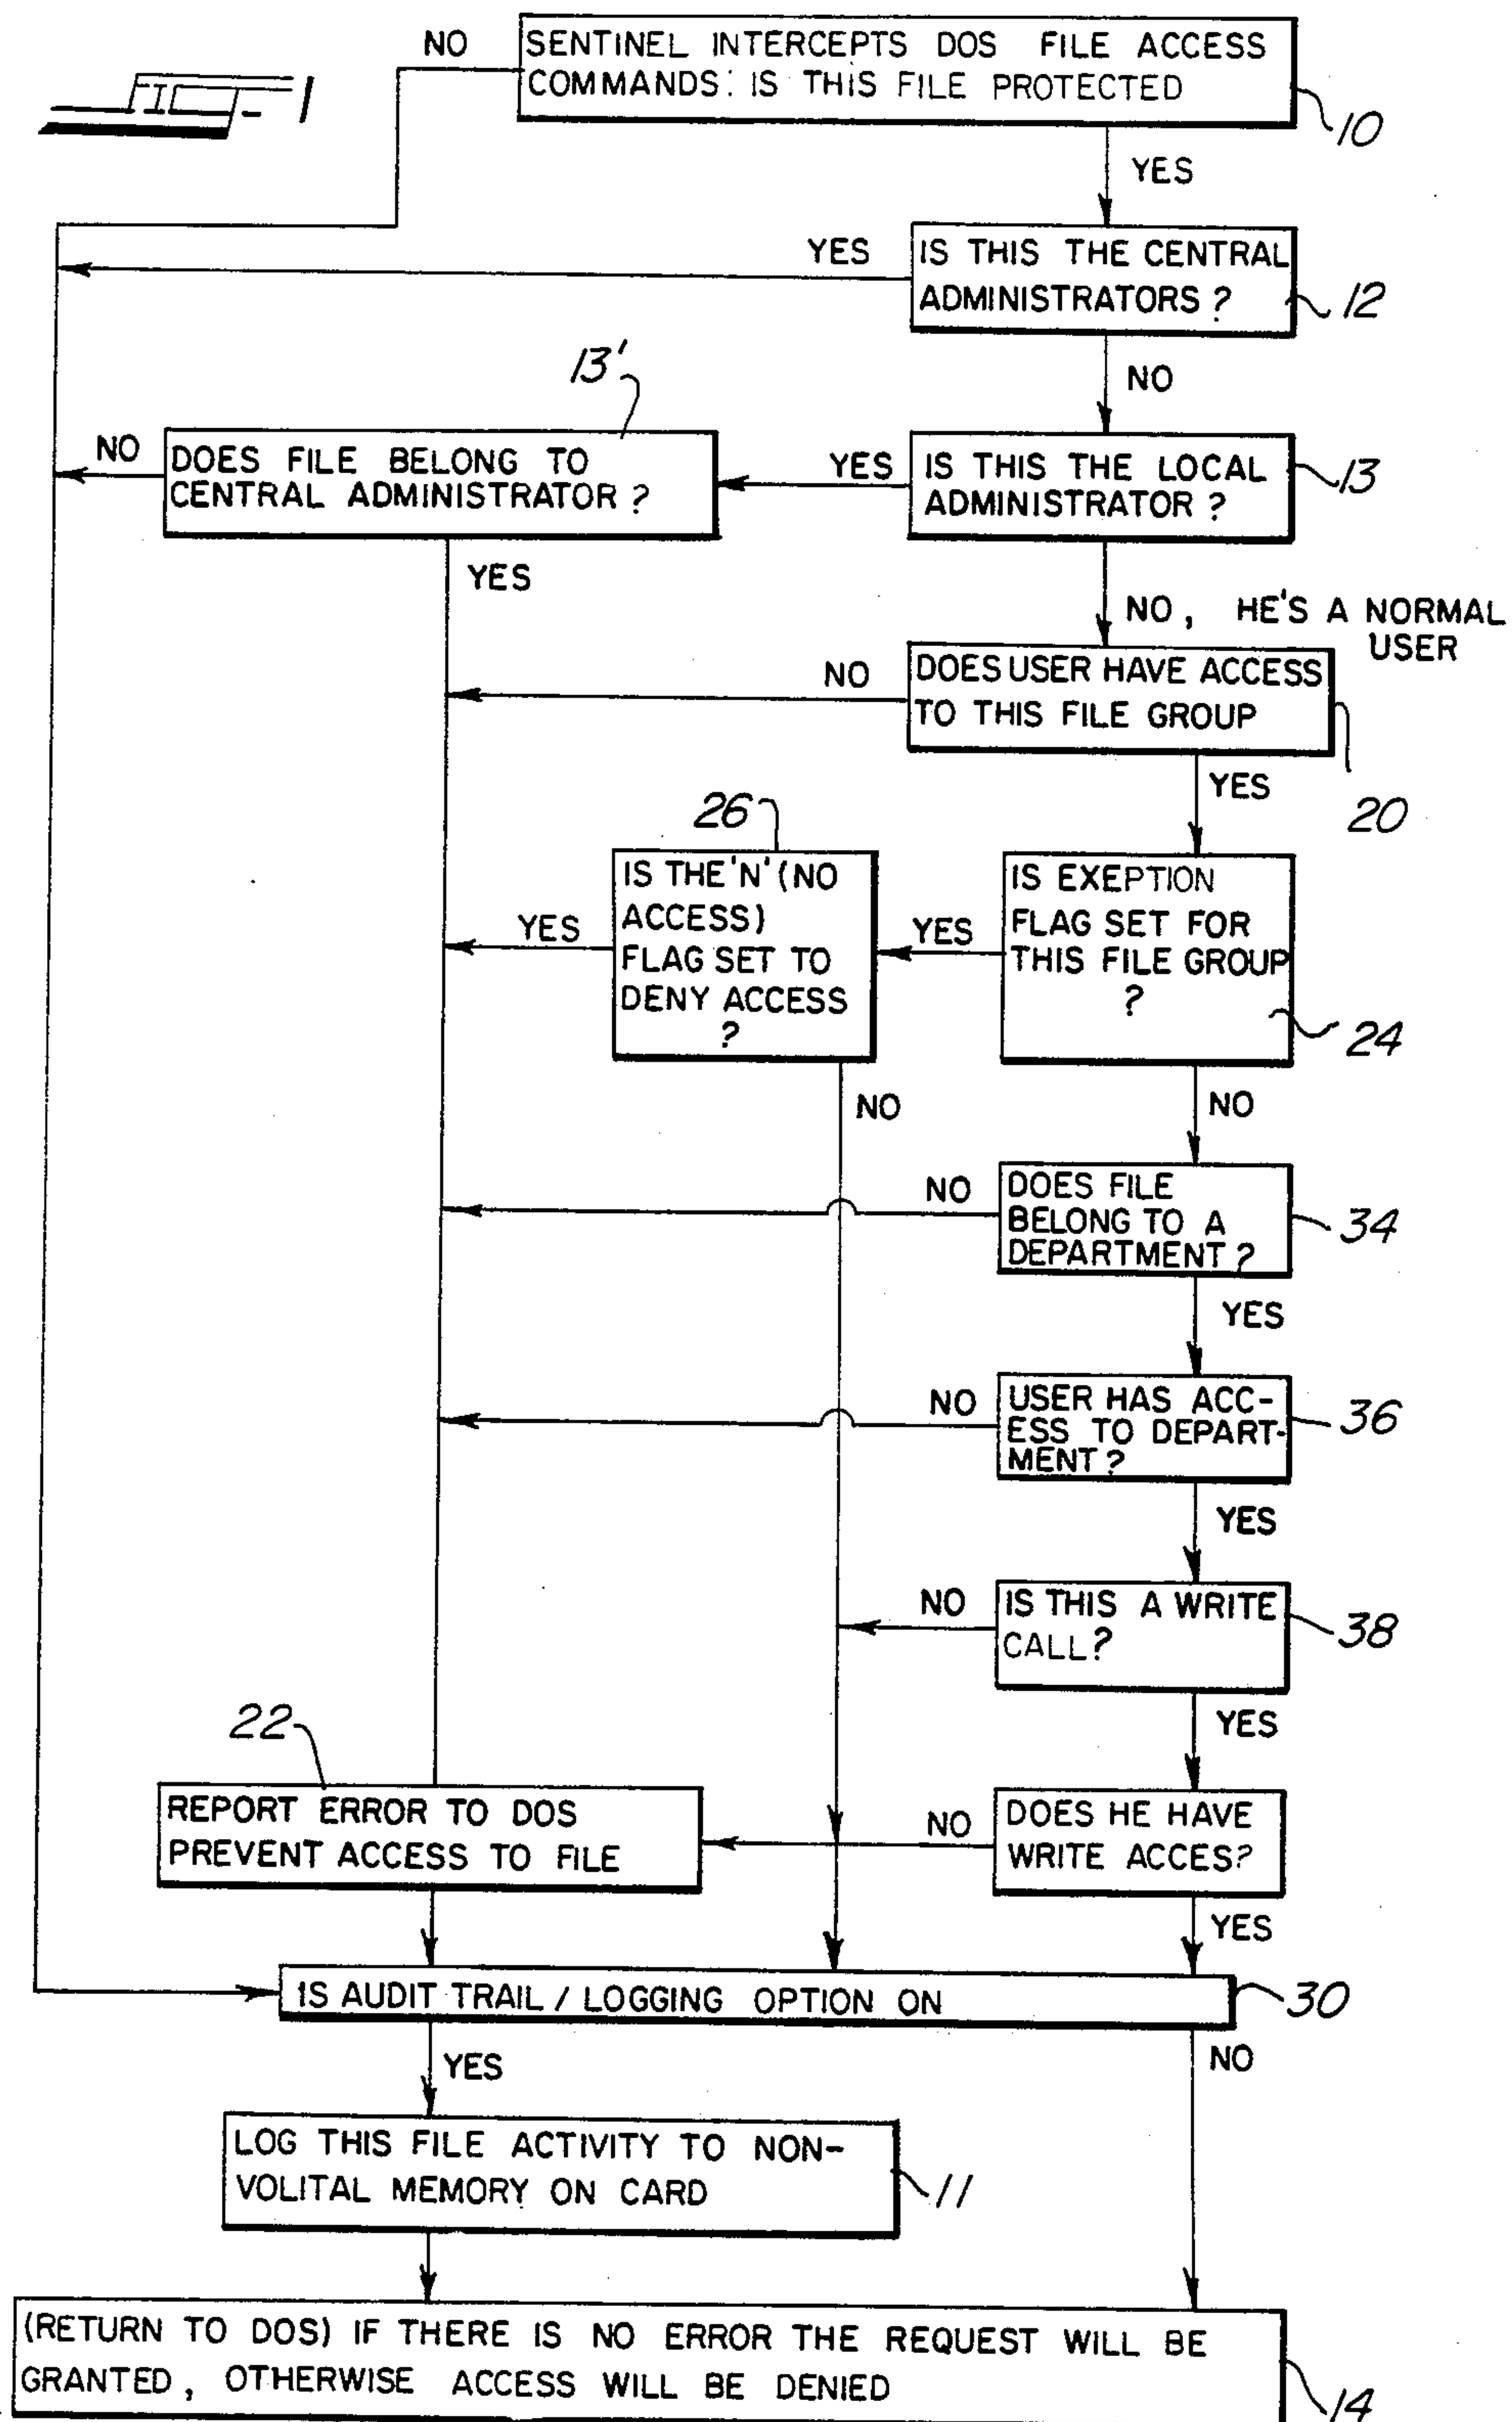 FIG-1
NO
SENTINEL INTERCEPTS DOS FILE ACCESS
COMMANDS: IS THIS FILE PROTECTED
10
YES
YES
IS THIS THE CENTRAL
ADMINISTRATORS?
12
NO
13'
NO
DOES FILE BELONG TO
CENTRAL ADMINISTRATOR?
YES
IS THIS THE LOCAL
ADMINISTRATOR?
13
YES
NO, HE'S A NORMAL
USER
NO
DOES USER HAVE ACCESS
TO THIS FILE GROUP
20
YES
26
YES
IS THE 'N' (NO
ACCESS)
FLAG SET TO
DENY ACCESS
?
YES
IS EXEPTION
FLAG SET FOR
THIS FILE GROUP
?
24
NO
NO
NO
DOES FILE
BELONG TO A
DEPARTMENT?
34
YES
NO
USER HAS ACC-
ESS TO DEPART-
MENT?
36
YES
NO
IS THIS A WRITE
CALL?
38
YES
22
REPORT ERROR TO DOS
PREVENT ACCESS TO FILE
NO
DOES HE HAVE
WRITE ACCES?
YES
IS AUDIT TRAIL / LOGGING OPTION ON
30
YES
NO
LOG THIS FILE ACTIVITY TO NON-
VOLITAL MEMORY ON CARD
11
(RETURN TO DOS) IF THERE IS NO ERROR THE REQUEST WILL BE
GRANTED, OTHERWISE ACCESS WILL BE DENIED
14